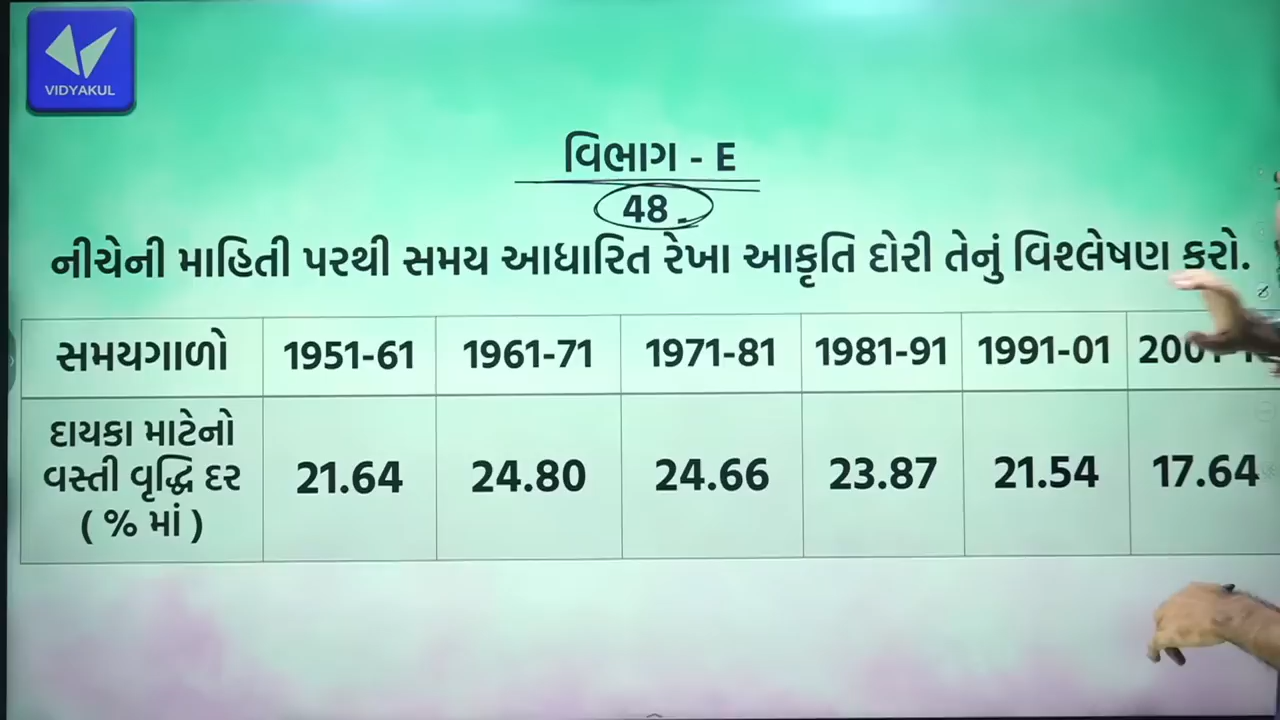 VIDYAKUL
વિભાગ - E
48
નીચેની માહિતી પરથી સમય આધારિત રેખા આકૃતિ દોરી તેનું વિશ્લેષણ કરો.
સમયગાળો 1951-61 1961-71 1971-81 1981-91 1991-01
દાયકા માટેનો
વસ્તી વૃદ્ધિ દર 21.64 24.80 24.66 23.87 21.54 17.64
( % માં )